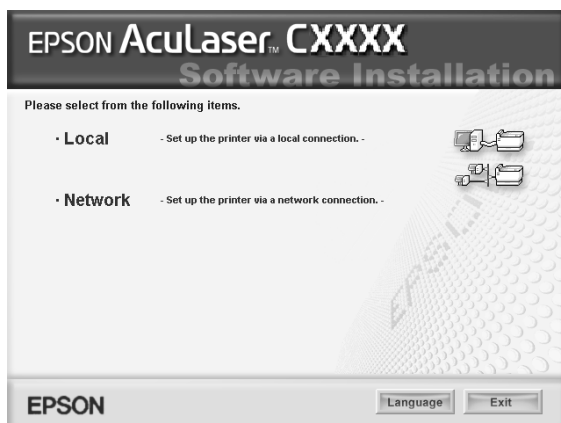 EPSON AcuLaser™ CXXXX
Software Installation
Please select from the following items.
· Local - Set up the printer via a local connection. -
· Network - Set up the printer via a network connection. -
EPSON
EPSON Language Exit